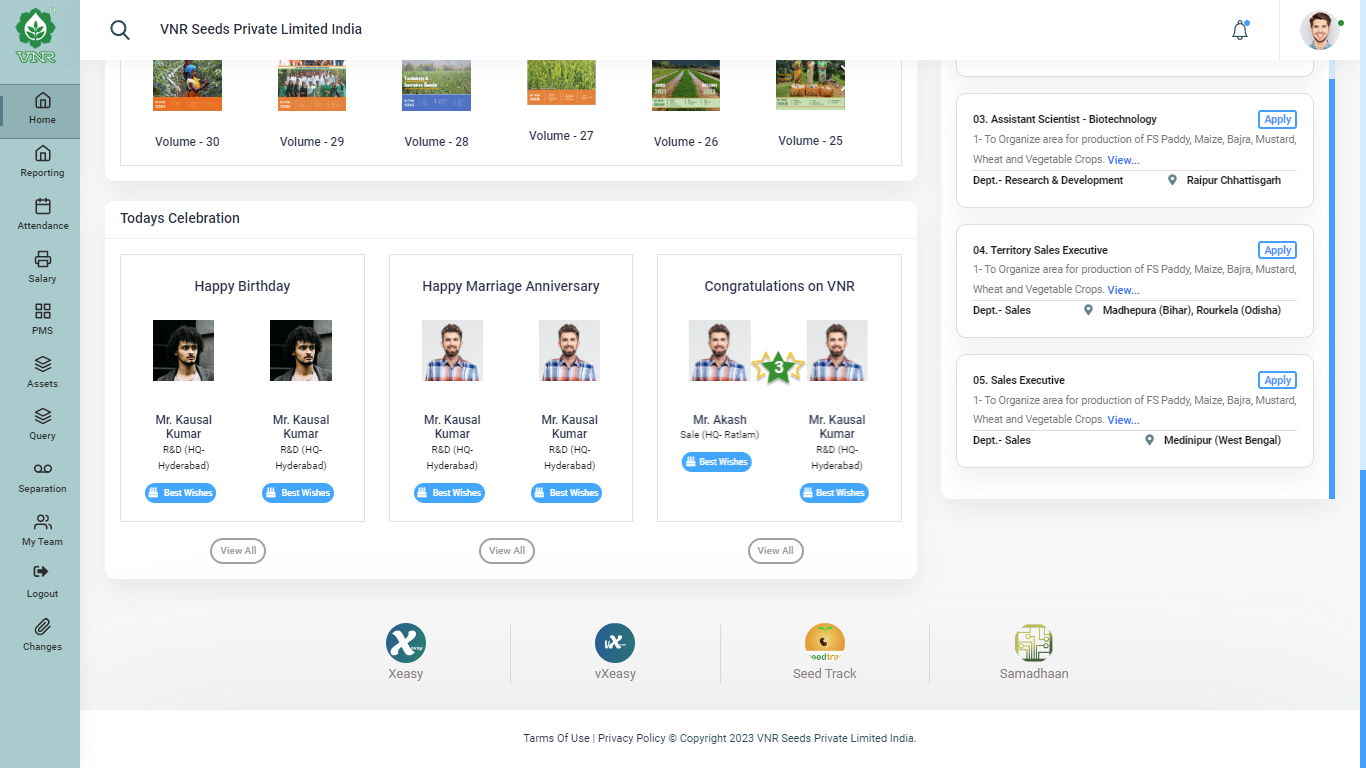 VNR
VNR Seeds Private Limited India
Home
Reporting
Attendance
Salary
PMS
Assets
Query
Separation
My Team
Logout
Changes
Volume - 30
Volume - 29
Volume - 28
Volume - 27
Volume - 26
Volume - 25
Todays Celebration
Happy Birthday
Mr. Kausal
Kumar
R&D (HQ-
Hyderabad)
Best Wishes
Mr. Kausal
Kumar
R&D (HQ-
Hyderabad)
Best Wishes
View All
Happy Marriage Anniversary
Mr. Kausal
Kumar
R&D (HQ-
Hyderabad)
Best Wishes
Mr. Kausal
Kumar
R&D (HQ-
Hyderabad)
Best Wishes
View All
Congratulations on VNR
3
Mr. Akash
Sale (HQ- Ratlam)
Best Wishes
Mr. Kausal
Kumar
R&D (HQ-
Hyderabad)
Best Wishes
View All
03. Assistant Scientist - Biotechnology
Apply
1- To Organize area for production of FS Paddy, Maize, Bajra, Mustard,
Wheat and Vegetable Crops. View...
Dept.- Research & Development
Raipur Chhattisgarh
04. Territory Sales Executive
Apply
1- To Organize area for production of FS Paddy, Maize, Bajra, Mustard,
Wheat and Vegetable Crops. View...
Dept.- Sales
Madhepura (Bihar), Rourkela (Odisha)
05. Sales Executive
Apply
1- To Organize area for production of FS Paddy, Maize, Bajra, Mustard,
Wheat and Vegetable Crops. View...
Dept.- Sales
Medinipur (West Bengal)
Xeasy
vXeasy
Seed Track
Samadhaan
Tarms Of Use | Privacy Policy © Copyright 2023 VNR Seeds Private Limited India.